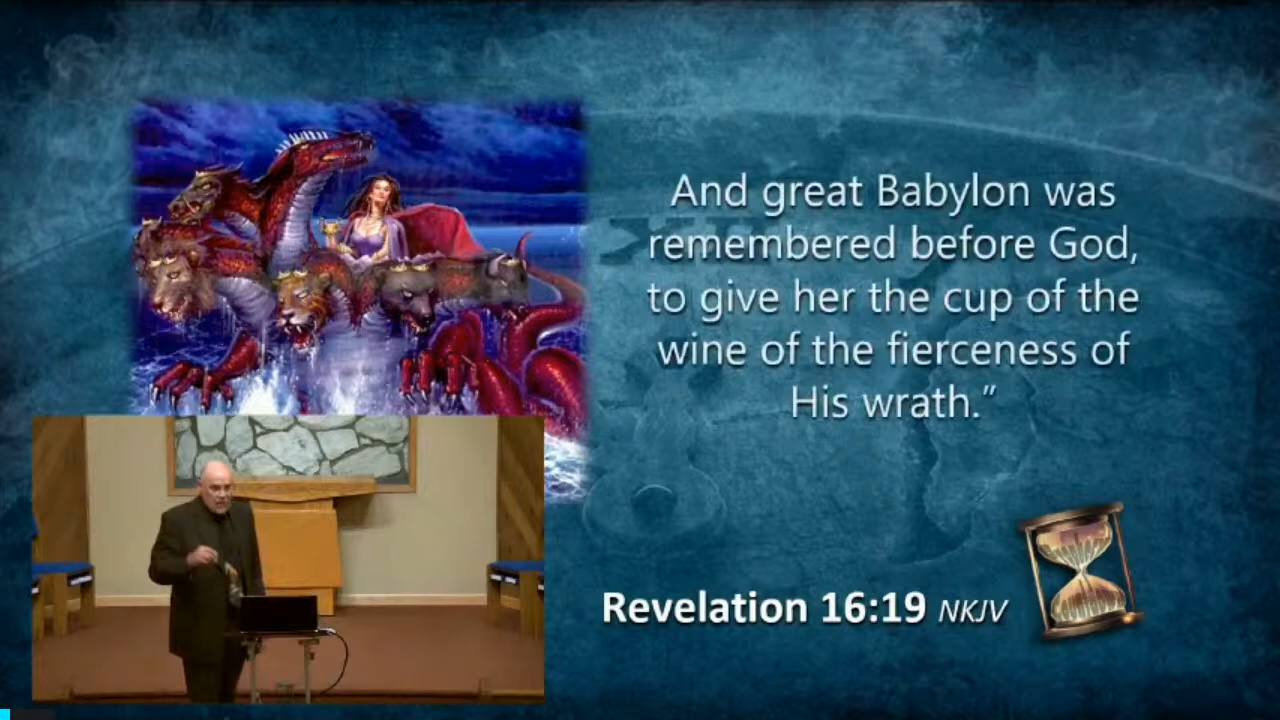 And great Babylon was
remembered before God,
to give her the cup of the
wine of the fierceness of
His wrath.”
Revelation 16:19 NKJV